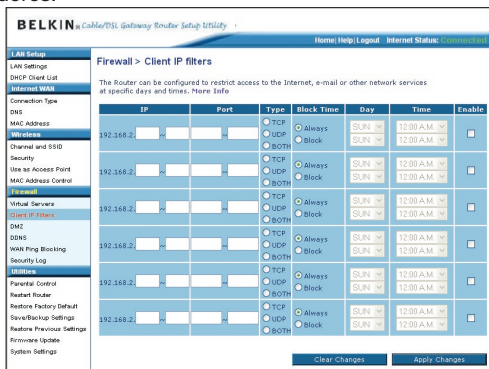 BELKIN Cable/DSL Gateway Router Setup Utility
Home|Help|Logout Internet Status: Connected
LAN Setup
LAN Settings
DHCP Client List
Internet WAN
Connection Type
DNS
MAC Address
Wireless
Channel and SSID
Security
Use as Access Point
MAC Address Control
Firewall
Virtual Servers
Client IP Filters
DMZ
DDNS
WAN Ping Blocking
Security Log
Utilities
Parental Control
Restart Router
Restore Factory Default
Save/Backup Settings
Restore Previous Settings
Firmware Update
System Settings
Firewall > Client IP filters
The Router can be configured to restrict access to the Internet, e-mail or other network services
at specific days and times. More Info
IP Port Type Block Time Day Time Enable
TCP
192.168.2. ~ ~ UDP Always SUN 12:00 A.M.
BOTH Block SUN 12:00 A.M.
TCP
192.168.2. ~ ~ UDP Always SUN 12:00 A.M.
BOTH Block SUN 12:00 A.M.
TCP
192.168.2. ~ ~ UDP Always SUN 12:00 A.M.
BOTH Block SUN 12:00 A.M.
TCP
192.168.2. ~ ~ UDP Always SUN 12:00 A.M.
BOTH Block SUN 12:00 A.M.
TCP
192.168.2. ~ ~ UDP Always SUN 12:00 A.M.
BOTH Block SUN 12:00 A.M.
TCP
192.168.2. ~ ~ UDP Always SUN 12:00 A.M.
BOTH Block SUN 12:00 A.M.
Clear Changes Apply Changes